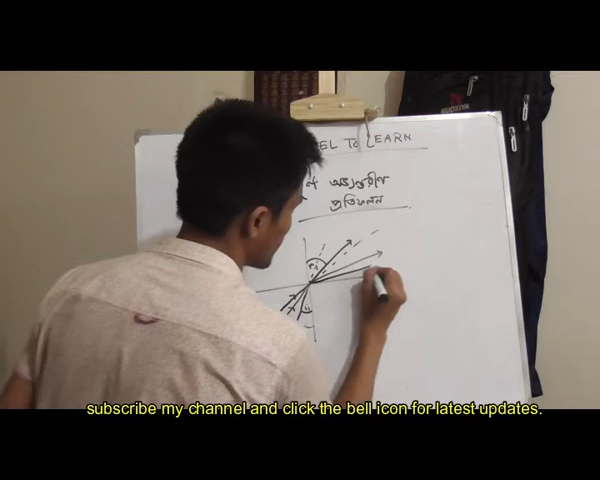 EL TO LEARN
র্ণ অভ্যন্তরীণ
প্রতিফলন
r₁
subscribe my channel and click the bell icon for latest updates.